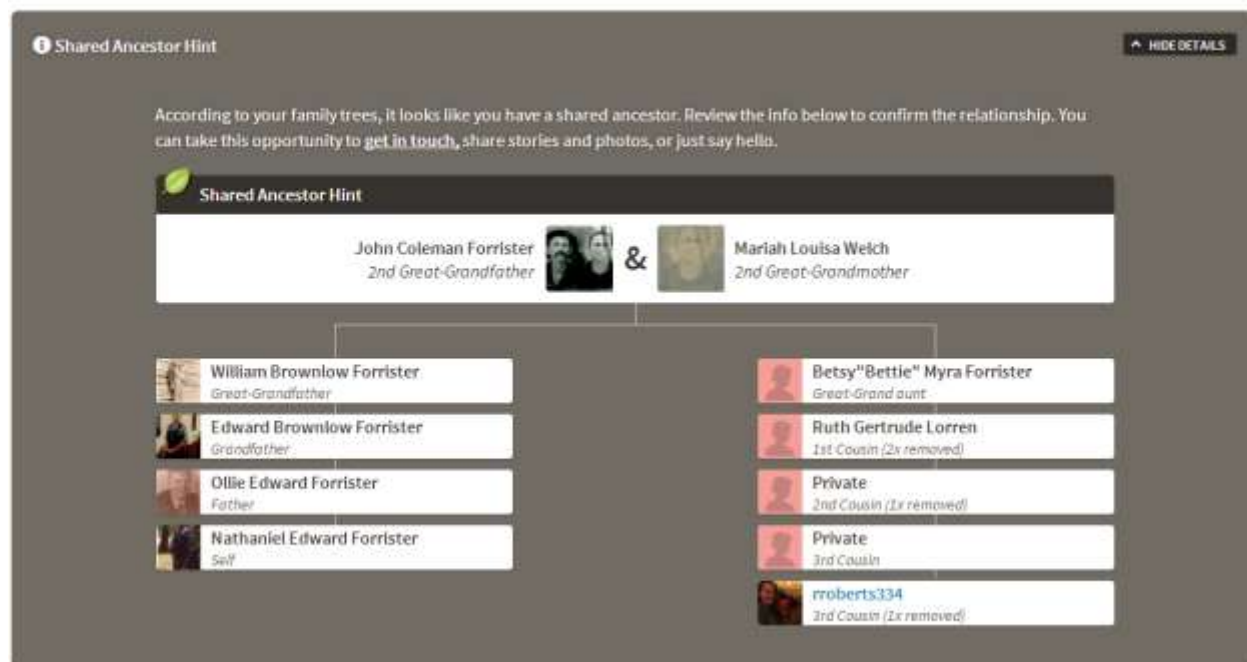 Shared Ancestor Hint
HIDE DETAILS
According to your family trees, it looks like you have a shared ancestor. Review the info below to confirm the relationship. You
can take this opportunity to get in touch, share stories and photos, or just say hello.
Shared Ancestor Hint
John Coleman Forrister
2nd Great-Grandfather
&
Mariah Louisa Welch
2nd Great-Grandmother
William Brownlow Forrister
Great-Grandfather
Edward Brownlow Forrister
Grandfather
Ollie Edward Forrister
Father
Nathaniel Edward Forrister
Self
Betsy"Bettie" Myra Forrister
Great-Grand aunt
Ruth Gertrude Lorren
1st Cousin (2x removed)
Private
2nd Cousin (1x removed)
Private
3rd Cousin
rroberts334
3rd Cousin (1x removed)